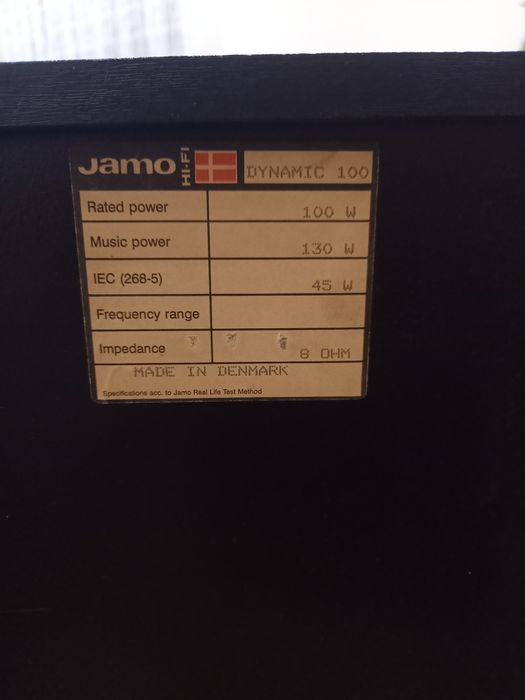 Jamo HI-FI DYNAMIC 100
Rated power 100 W
Music power 130 W
IEC (268-5) 45 W
Frequency range
Impedance 8 OHM
MADE IN DENMARK
Specifications acc. to Jamo Real Life Test Method